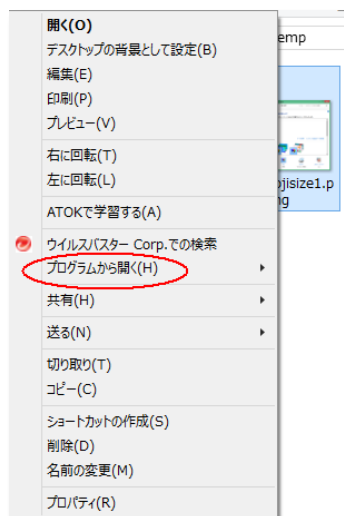 開く(O)
デスクトップの背景として設定(B)
編集(E)
印刷(P)
プレビュー(V)
右に回転(T)
左に回転(L)
ATOKで学習する(A)
ウイルスバスター Corp.での検索
プログラムから開く(H)
共有(H)
送る(N)
切り取り(T)
コピー(C)
ショートカットの作成(S)
削除(D)
名前の変更(M)
プロパティ(R)
emp
ojisize1.p
ng